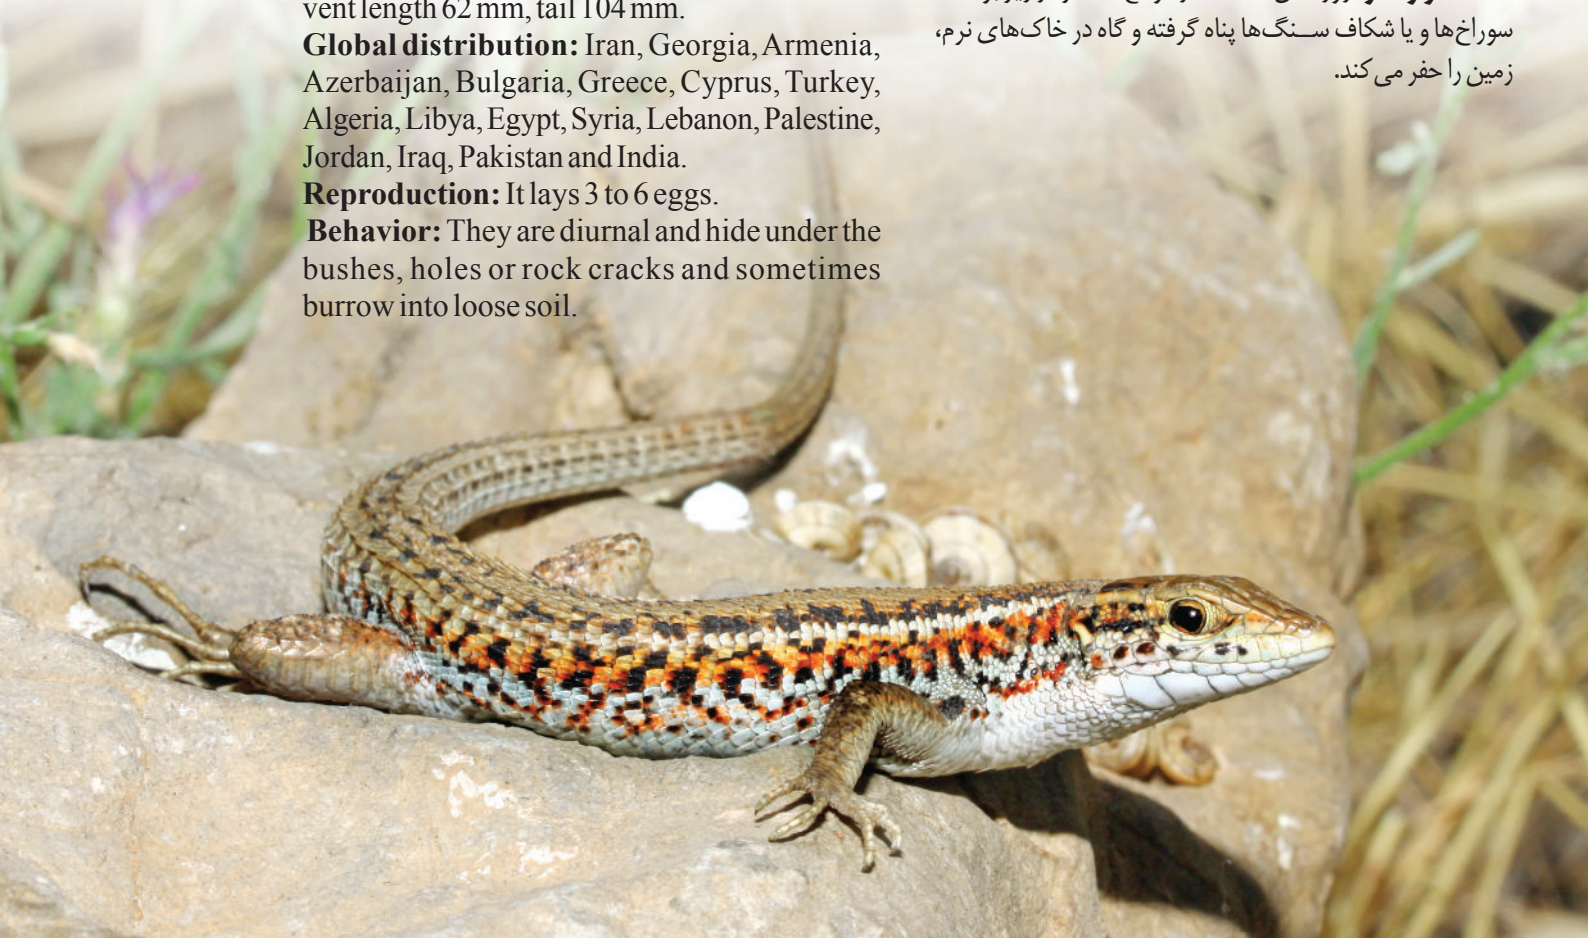 vent length 62 mm, tail 104 mm.
Global distribution: Iran, Georgia, Armenia,
Azerbaijan, Bulgaria, Greece, Cyprus, Turkey,
Algeria, Libya, Egypt, Syria, Lebanon, Palestine,
Jordan, Iraq, Pakistan and India.
Reproduction: It lays 3 to 6 eggs.
Behavior: They are diurnal and hide under the
bushes, holes or rock cracks and sometimes
burrow into loose soil.
سوراخ‌ها و یا شکاف ســنگ‌ها پناه گرفته و گاه در خاک‌های نرم،
زمین را حفر می‌کند.